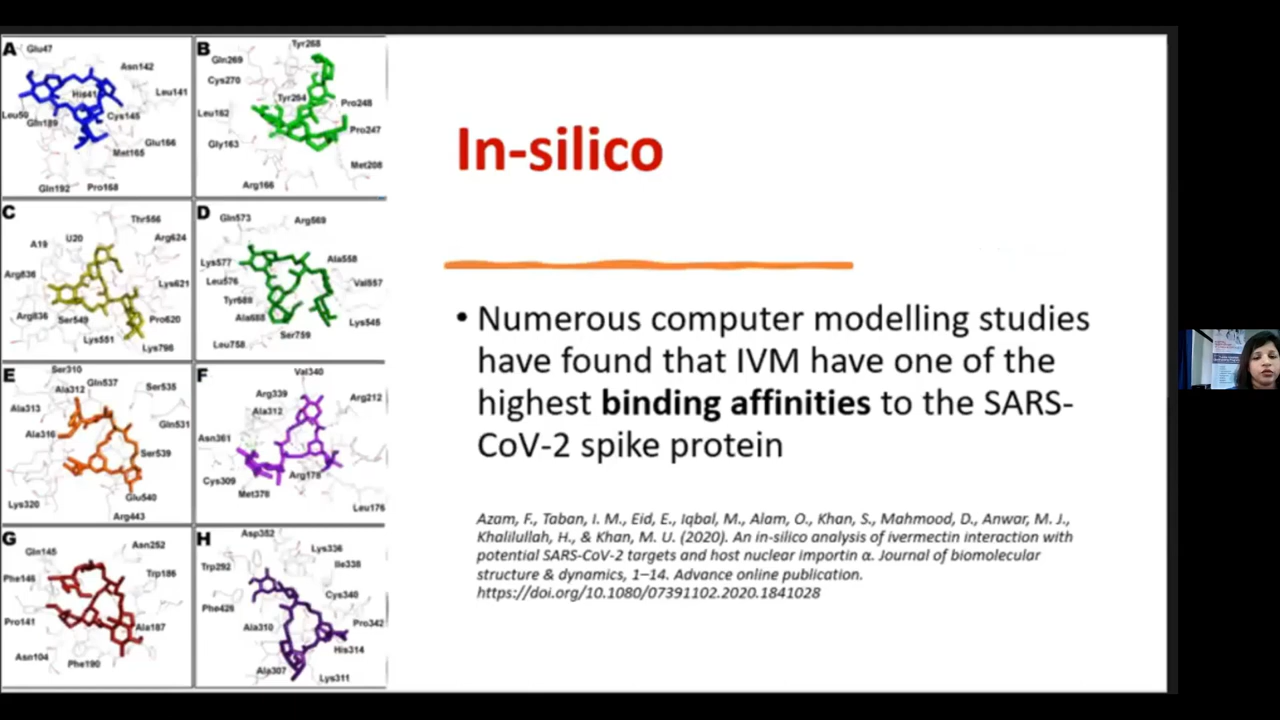 A
Glu47
Asn142
His41
Leu141
Leu50
Gln189
Cys145
Glu166
Met165
Gln192
Pro168
B
Tyr268
Gln269
Cys270
Tyr264
Pro248
Leu162
Pro247
Gly163
Met208
Arg166
C
Thr556
A19
U20
Arg624
Arg836
Lys621
Arg836
Ser549
Pro620
Lys551
Lys798
D
Gln573
Arg569
Lys577
Ala558
Leu576
Val557
Tyr689
Ala688
Lys545
Ser759
Leu758
E
Ser310
Ala312
Gln537
Ser535
Ala313
Gln531
Ala316
Ser539
Lys320
Glu540
Arg443
F
Val340
Arg339
Arg212
Ala312
Asn361
Cys309
Arg178
Met378
Leu176
G
Gln145
Asn252
Phe146
Trp186
Pro141
Ala187
Asn104
Phe190
H
Asp352
Lys336
Trp292
Ile338
Cys340
Phe426
Ala310
Pro342
His314
Ala307
Lys311
In-silico
• Numerous computer modelling studies
have found that IVM have one of the
highest binding affinities to the SARS-
CoV-2 spike protein
Azam, F., Taban, I. M., Eid, E., Iqbal, M., Alam, O., Khan, S., Mahmood, D., Anwar, M. J.,
Khalilullah, H., & Khan, M. U. (2020). An in-silico analysis of ivermectin interaction with
potential SARS-CoV-2 targets and host nuclear importin α. Journal of biomolecular
structure & dynamics, 1–14. Advance online publication.
https://doi.org/10.1080/07391102.2020.1841028